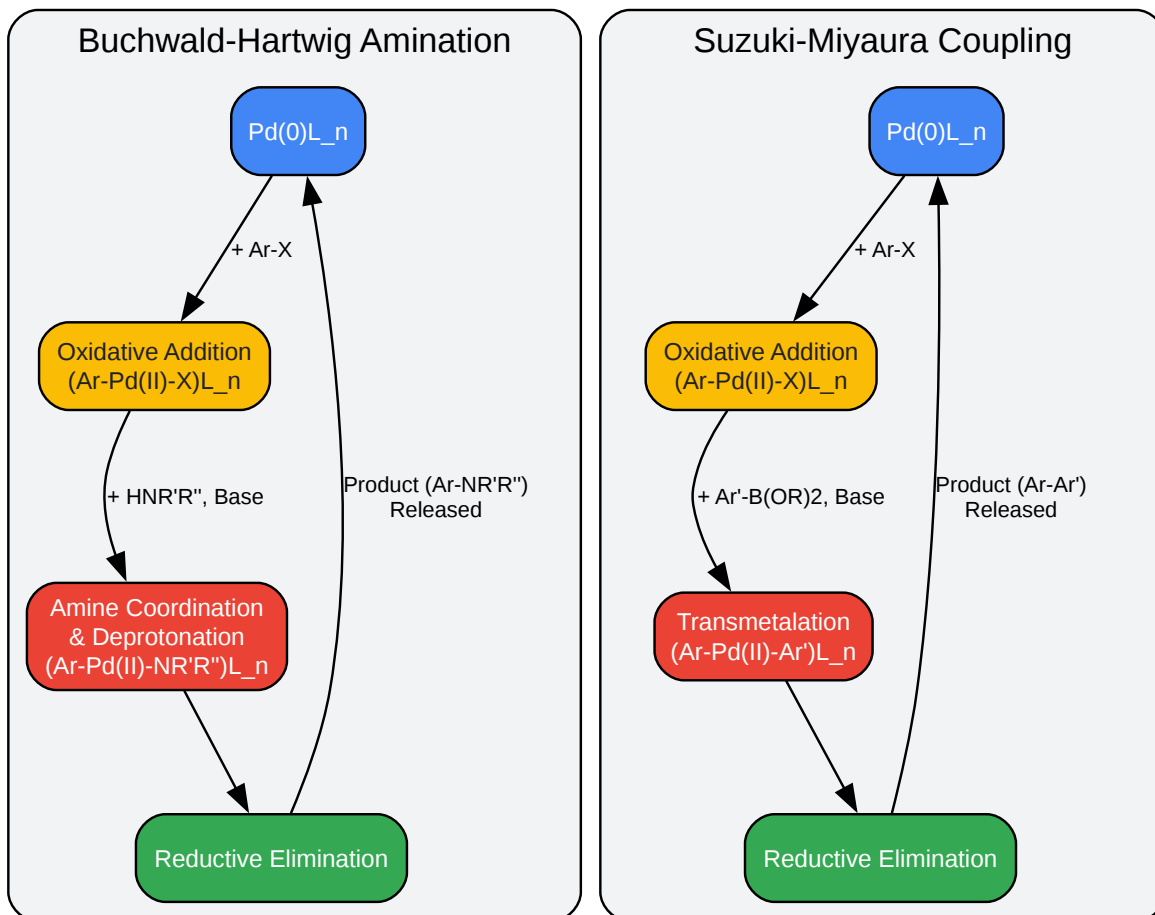 Buchwald-Hartwig Amination
Pd(0)L_n
+ Ar-X
Oxidative Addition
(Ar-Pd(II)-X)L_n
+ HNR'R", Base
Product (Ar-NR'R")
Released
Amine Coordination
& Deprotonation
(Ar-Pd(II)-NR'R")L_n
Reductive Elimination
Suzuki-Miyaura Coupling
Pd(0)L_n
+ Ar-X
Oxidative Addition
(Ar-Pd(II)-X)L_n
+ Ar'-B(OR)2, Base
Product (Ar-Ar')
Released
Transmetalation
(Ar-Pd(II)-Ar')L_n
Reductive Elimination